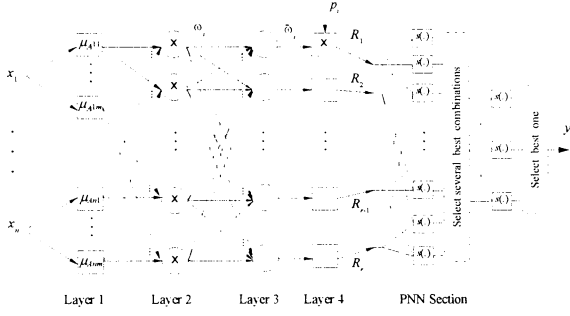 ω_i ω̄_i p_i
μ_A11 x x R_1 s(.)
x_1 x R_2 s(.) s(.)
s(.)
μ_A1m_1
Select several best combinations
Select best one
s(.) y
μ_An1 x s(.) s(.)
R_r-1
x_n s(.)
μ_Anm x R_r s(.)
Layer 1 Layer 2 Layer 3 Layer 4 PNN Section